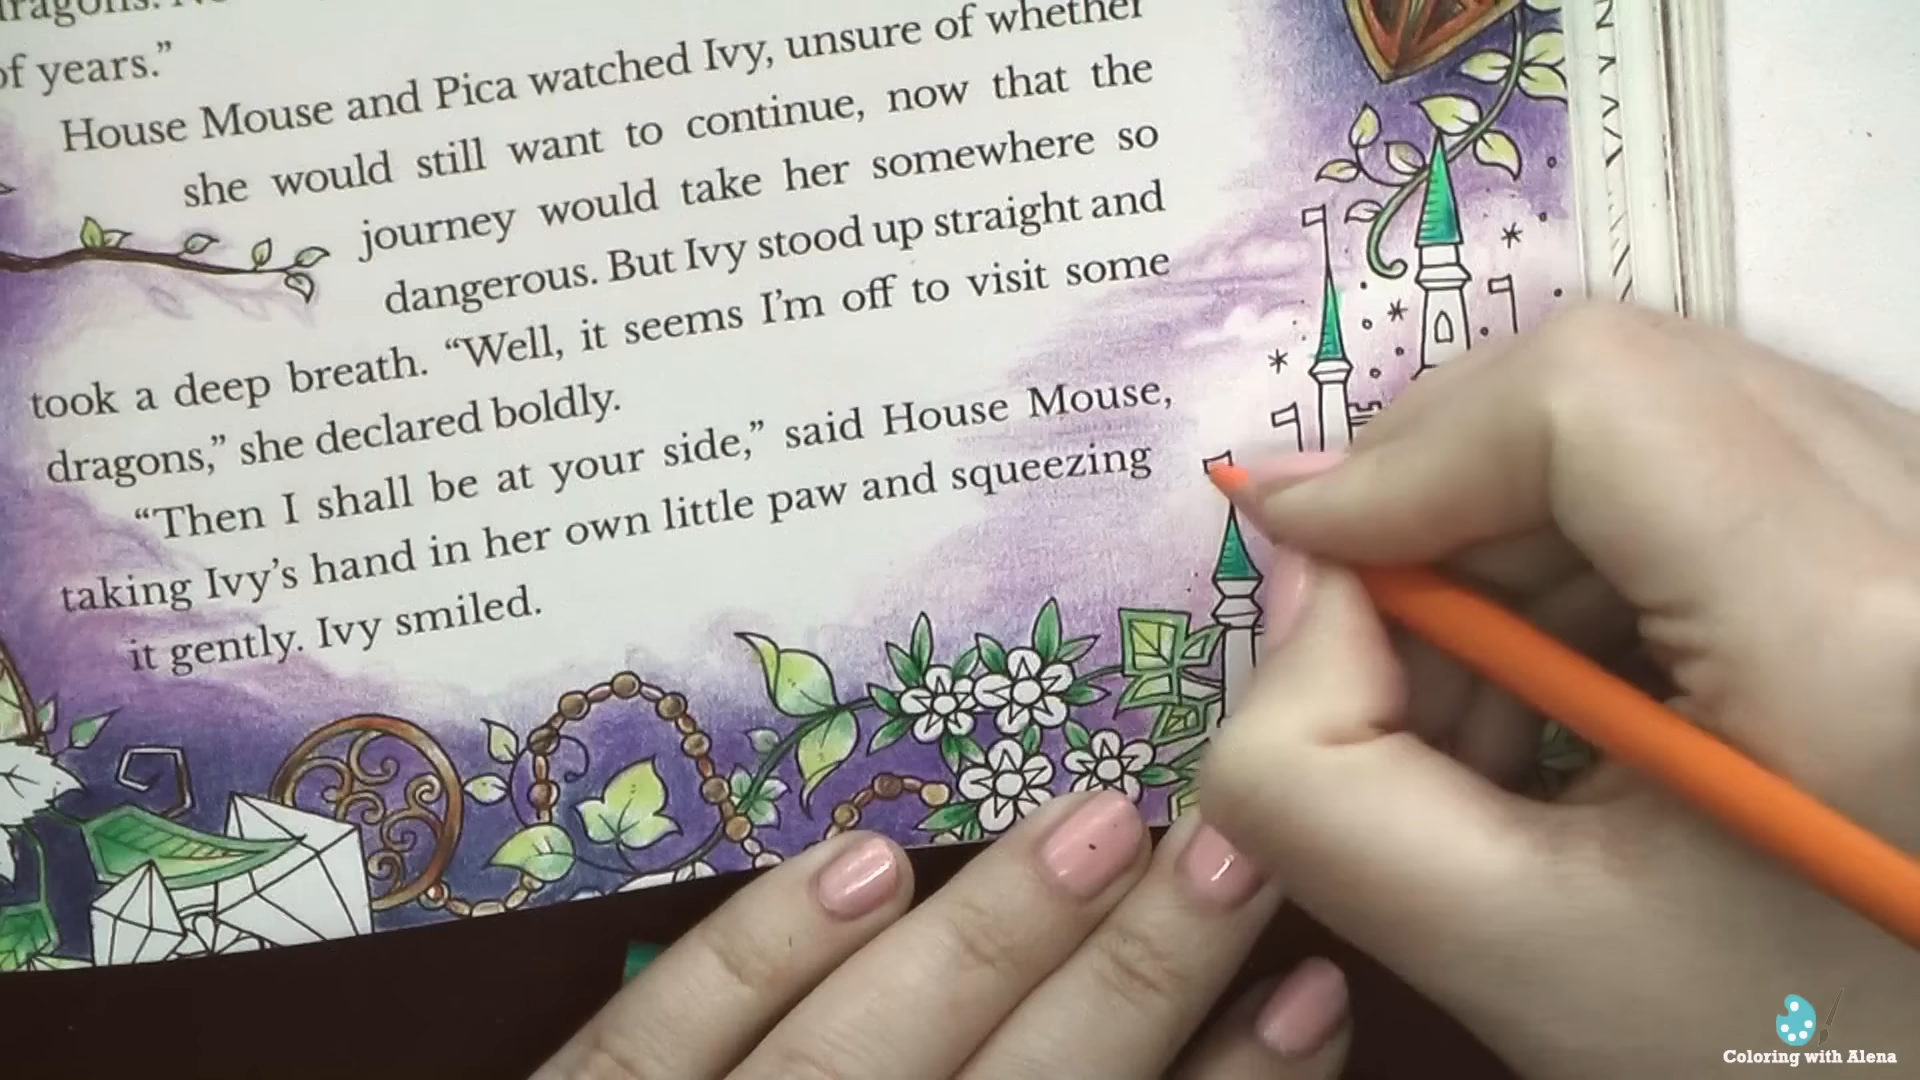 of years.”
House Mouse and Pica watched Ivy, unsure of whether
she would still want to continue, now that the
journey would take her somewhere so
dangerous. But Ivy stood up straight and
took a deep breath. “Well, it seems I’m off to visit some
dragons,” she declared boldly.
“Then I shall be at your side,” said House Mouse,
taking Ivy’s hand in her own little paw and squeezing
it gently. Ivy smiled.
Coloring with Alena